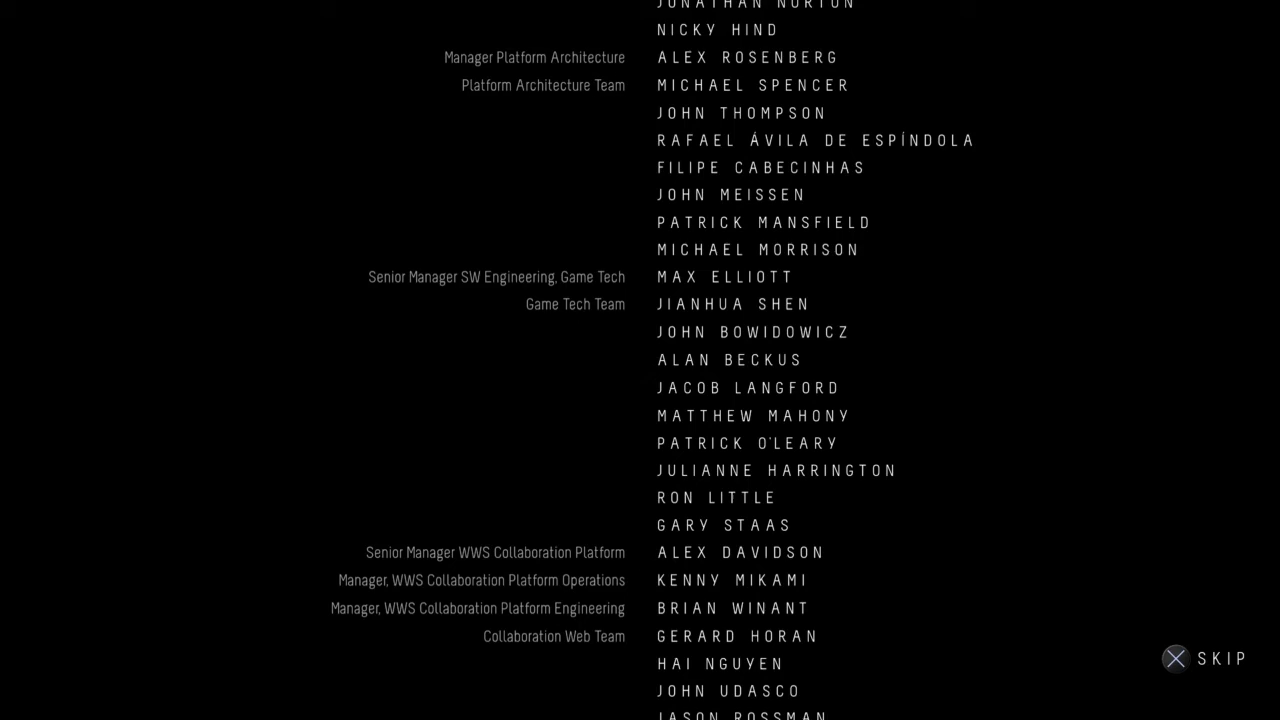 JONATHAN NORTON
NICKY HIND
Manager Platform Architecture ALEX ROSENBERG
Platform Architecture Team MICHAEL SPENCER
JOHN THOMPSON
RAFAEL ÁVILA DE ESPÍNDOLA
FILIPE CABECINHAS
JOHN MEISSEN
PATRICK MANSFIELD
MICHAEL MORRISON
Senior Manager SW Engineering, Game Tech MAX ELLIOTT
Game Tech Team JIANHUA SHEN
JOHN BOWIDOWICZ
ALAN BECKUS
JACOB LANGFORD
MATTHEW MAHONY
PATRICK O'LEARY
JULIANNE HARRINGTON
RON LITTLE
GARY STAAS
Senior Manager WWS Collaboration Platform ALEX DAVIDSON
Manager, WWS Collaboration Platform Operations KENNY MIKAMI
Manager, WWS Collaboration Platform Engineering BRIAN WINANT
Collaboration Web Team GERARD HORAN
HAI NGUYEN
SKIP
JOHN UDASCO
JASON ROSSMAN